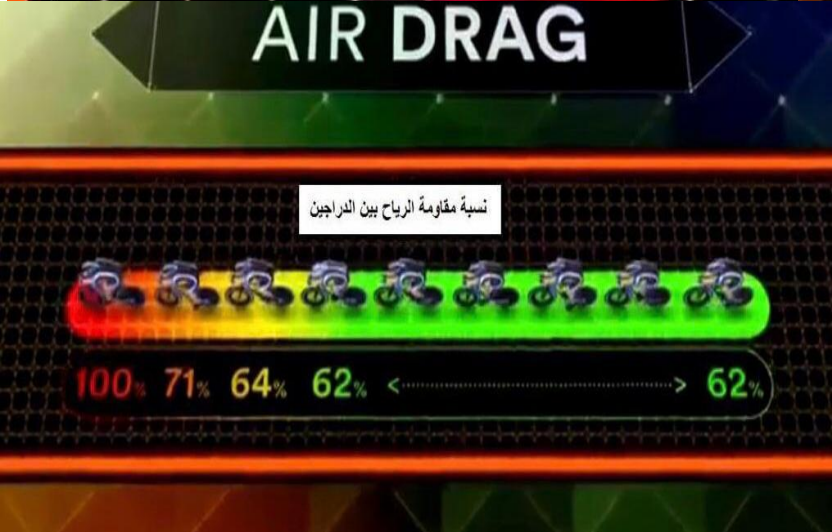 AIR DRAG
نسبة مقاومة الرياح بين الدراجين
100% 71% 64% 62% <--------------------> 62%